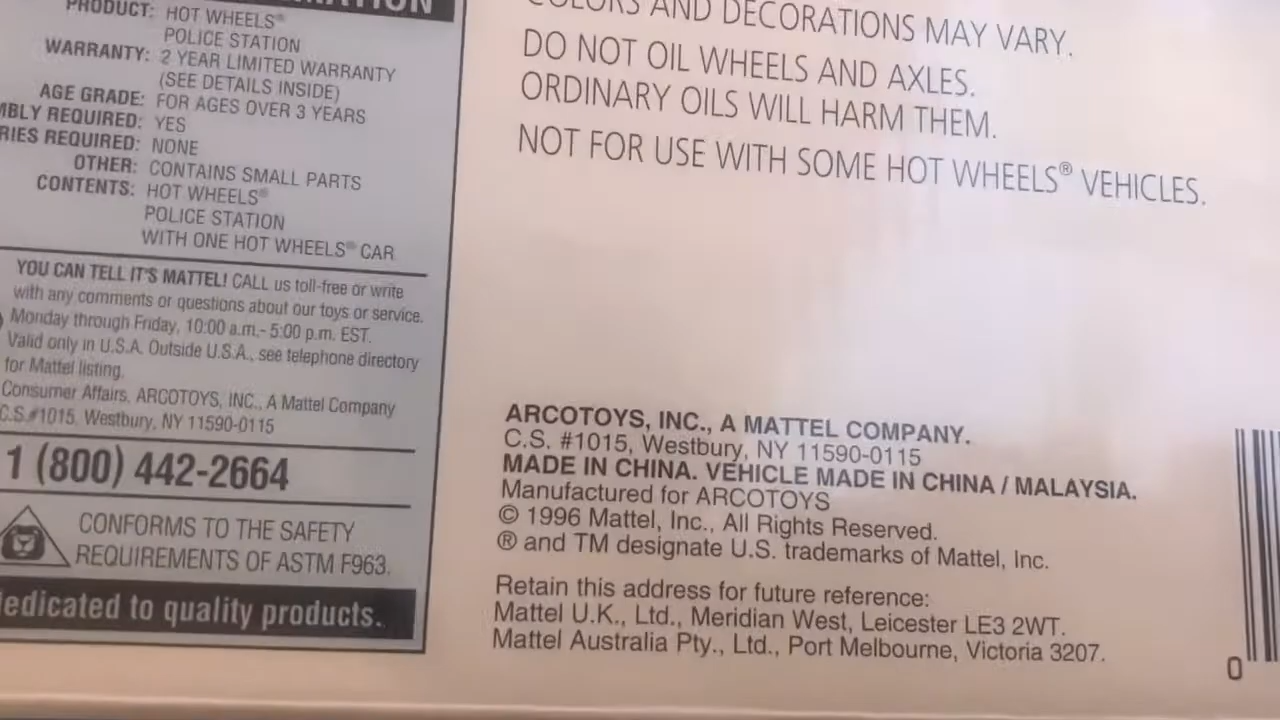 PRODUCT: HOT WHEELS®
POLICE STATION
WARRANTY: 2 YEAR LIMITED WARRANTY
(SEE DETAILS INSIDE)
AGE GRADE: FOR AGES OVER 3 YEARS
MBLY REQUIRED: YES
RIES REQUIRED: NONE
OTHER: CONTAINS SMALL PARTS
CONTENTS: HOT WHEELS®
POLICE STATION
WITH ONE HOT WHEELS® CAR
YOU CAN TELL IT'S MATTEL! CALL us toll-free or write
with any comments or questions about our toys or service.
Monday through Friday, 10:00 a.m.- 5:00 p.m. EST.
Valid only in U.S.A. Outside U.S.A., see telephone directory
for Mattel listing.
Consumer Affairs, ARCOTOYS, INC., A Mattel Company
C.S.#1015, Westbury, NY 11590-0115
1 (800) 442-2664
CONFORMS TO THE SAFETY
REQUIREMENTS OF ASTM F963.
edicated to quality products.
COLORS AND DECORATIONS MAY VARY.
DO NOT OIL WHEELS AND AXLES.
ORDINARY OILS WILL HARM THEM.
NOT FOR USE WITH SOME HOT WHEELS® VEHICLES.
ARCOTOYS, INC., A MATTEL COMPANY.
C.S. #1015, Westbury, NY 11590-0115
MADE IN CHINA. VEHICLE MADE IN CHINA / MALAYSIA.
Manufactured for ARCOTOYS
© 1996 Mattel, Inc., All Rights Reserved.
® and TM designate U.S. trademarks of Mattel, Inc.
Retain this address for future reference:
Mattel U.K., Ltd., Meridian West, Leicester LE3 2WT.
Mattel Australia Pty., Ltd., Port Melbourne, Victoria 3207.
0